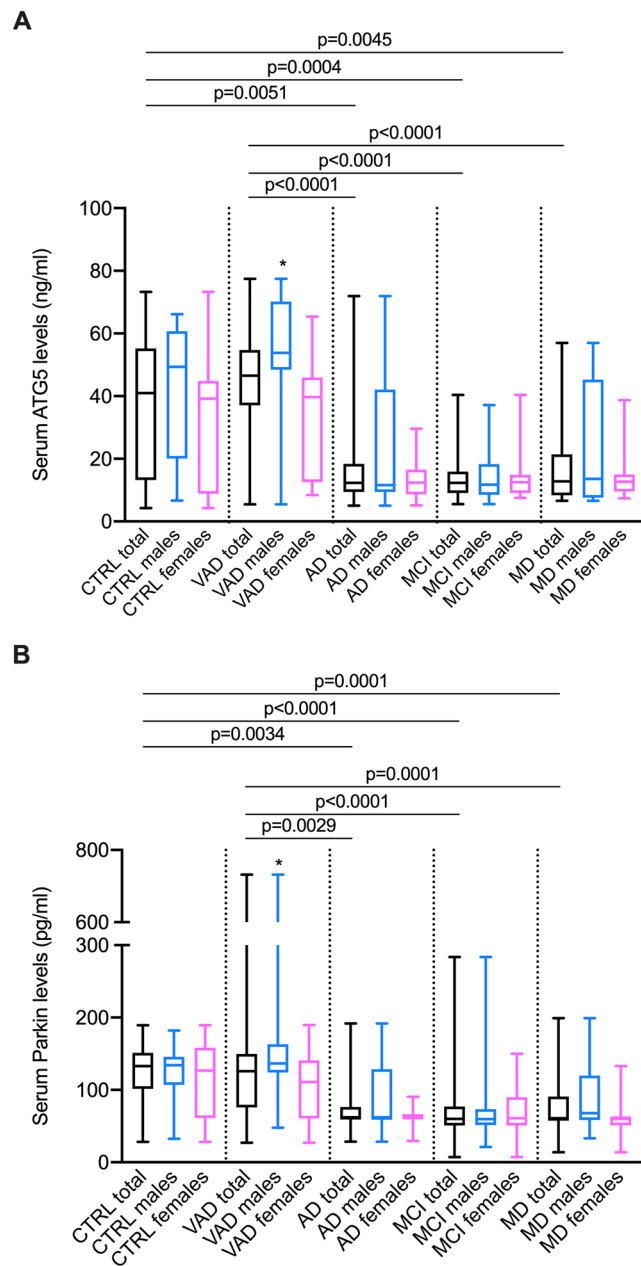 A
p=0.0045
p=0.0004
p=0.0051
p<0.0001
p<0.0001
p<0.0001
Serum ATG5 levels (ng/ml)
100
80
60
40
20
0
*
CTRL total
CTRL males
CTRL females
VAD total
VAD males
VAD females
AD total
AD males
AD females
MCI total
MCI males
MCI females
MD total
MD males
MD females
B
p=0.0001
p<0.0001
p=0.0034
p=0.0001
p<0.0001
p=0.0029
Serum Parkin levels (pg/ml)
800
600
300
200
100
0
*
CTRL total
CTRL males
CTRL females
VAD total
VAD males
VAD females
AD total
AD males
AD females
MCI total
MCI males
MCI females
MD total
MD males
MD females